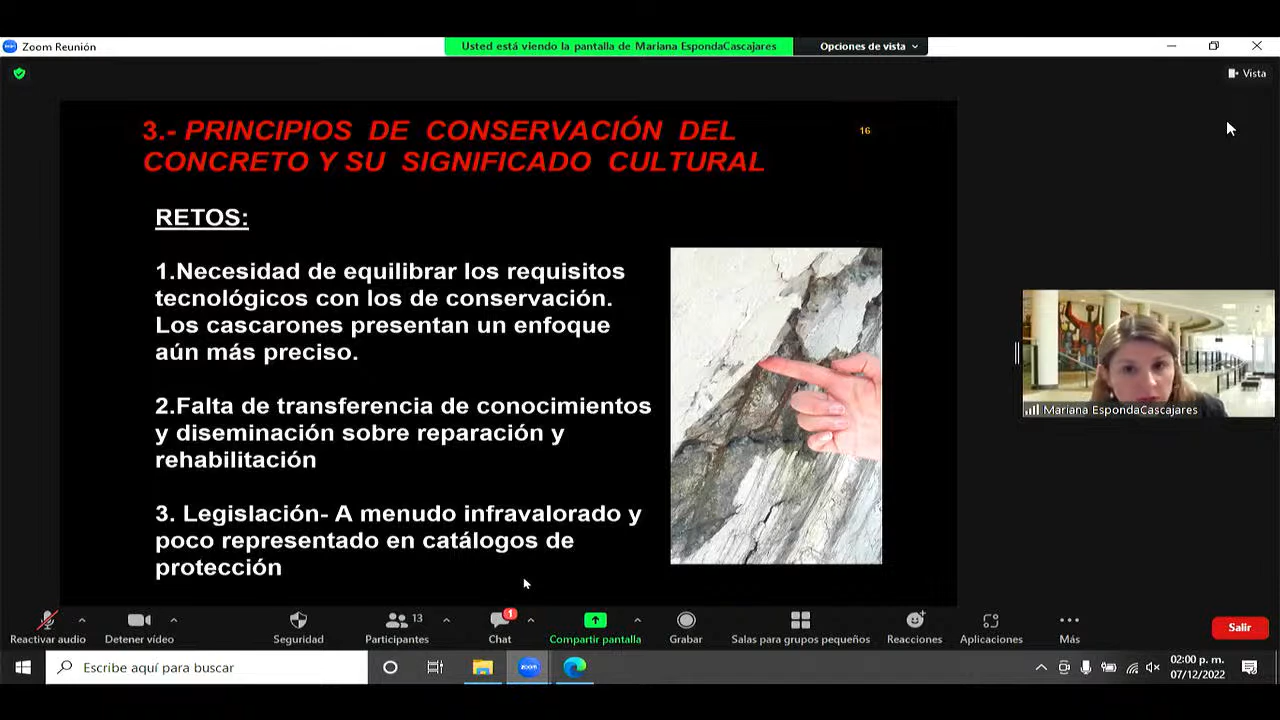 Zoom Reunión
Usted está viendo la pantalla de Mariana EspondaCascajares
Opciones de vista
Vista
3.- PRINCIPIOS DE CONSERVACIÓN DEL
CONCRETO Y SU SIGNIFICADO CULTURAL
16
RETOS:
1.Necesidad de equilibrar los requisitos
tecnológicos con los de conservación.
Los cascarones presentan un enfoque
aún más preciso.
2.Falta de transferencia de conocimientos
y diseminación sobre reparación y
rehabilitación
3. Legislación- A menudo infravalorado y
poco representado en catálogos de
protección
Mariana EspondaCascajares
Reactivar audio
Detener vídeo
Seguridad
13
Participantes
1
Chat
Compartir pantalla
Grabar
Salas para grupos pequeños
Reacciones
Aplicaciones
Más
Salir
Escribe aquí para buscar
zoom
02:00 p. m.
07/12/2022